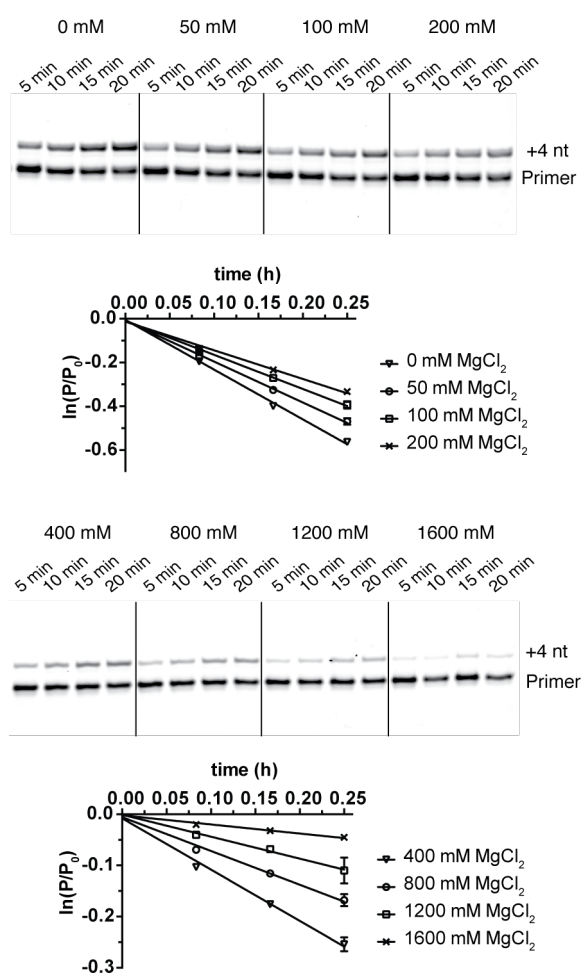 0 mM 50 mM 100 mM 200 mM
5 min 10 min 15 min 20 min 5 min 10 min 15 min 20 min 5 min 10 min 15 min 20 min 5 min 10 min 15 min 20 min
+4 nt
Primer
time (h)
0.00 0.05 0.10 0.15 0.20 0.25
0.0
-0.2
-0.4
-0.6
ln(P/P₀)
0 mM MgCl₂
50 mM MgCl₂
100 mM MgCl₂
200 mM MgCl₂
400 mM 800 mM 1200 mM 1600 mM
5 min 10 min 15 min 20 min 5 min 10 min 15 min 20 min 5 min 10 min 15 min 20 min 5 min 10 min 15 min 20 min
+4 nt
Primer
time (h)
0.00 0.05 0.10 0.15 0.20 0.25
0.0
-0.1
-0.2
-0.3
ln(P/P₀)
400 mM MgCl₂
800 mM MgCl₂
1200 mM MgCl₂
1600 mM MgCl₂